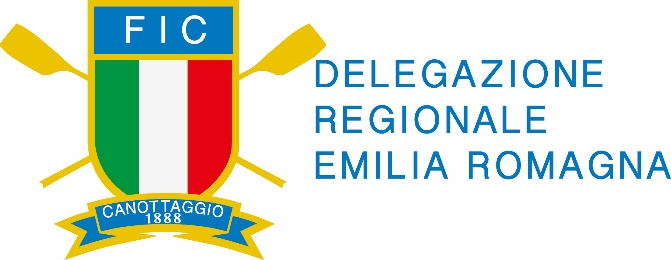 FIC
DELEGAZIONE
REGIONALE
EMILIA ROMAGNA
CANOTTAGGIO
1888